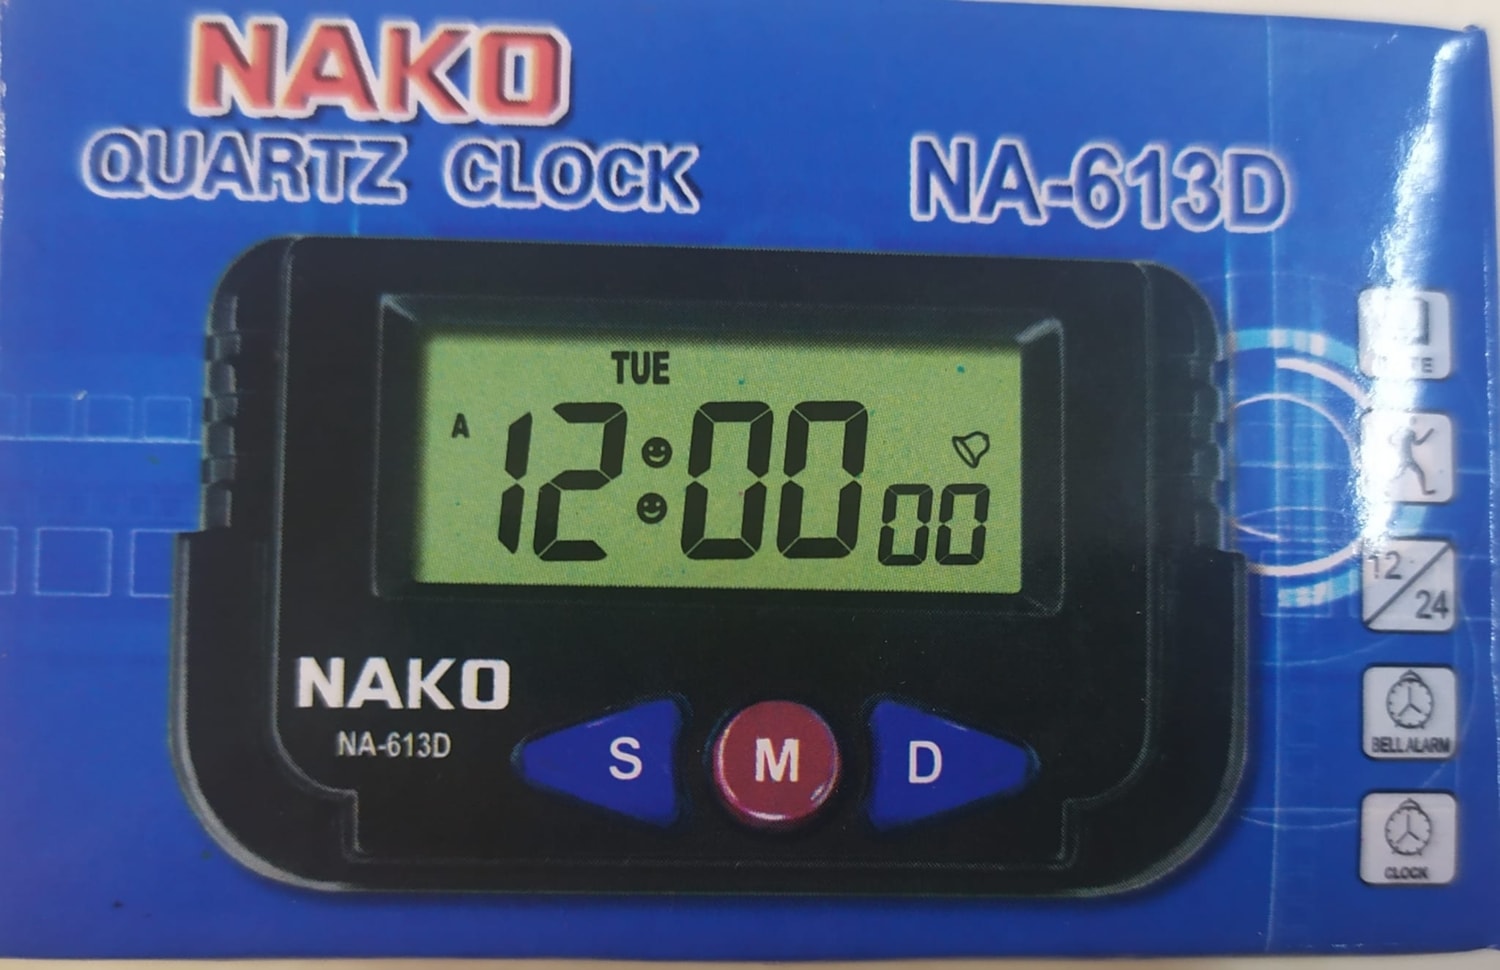 NAKO
QUARTZ CLOCK
NA-613D
TUE
A
12:00 00
NAKO
NA-613D
S
M
D
12/24
BELL ALARM
CLOCK